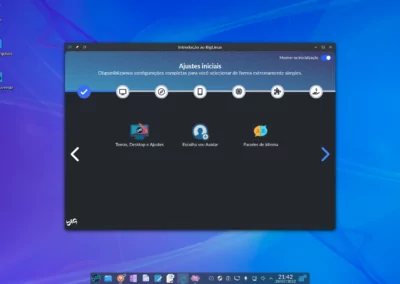 Introdução ao BigLinux
Mostrar na inicialização
Ajustes iniciais
Disponibilizamos configurações completas para você selecionar de forma extremamente simples.
Temas, Desktop e Ajustes
Escolha seu Avatar
Pacotes de Idioma
21:42